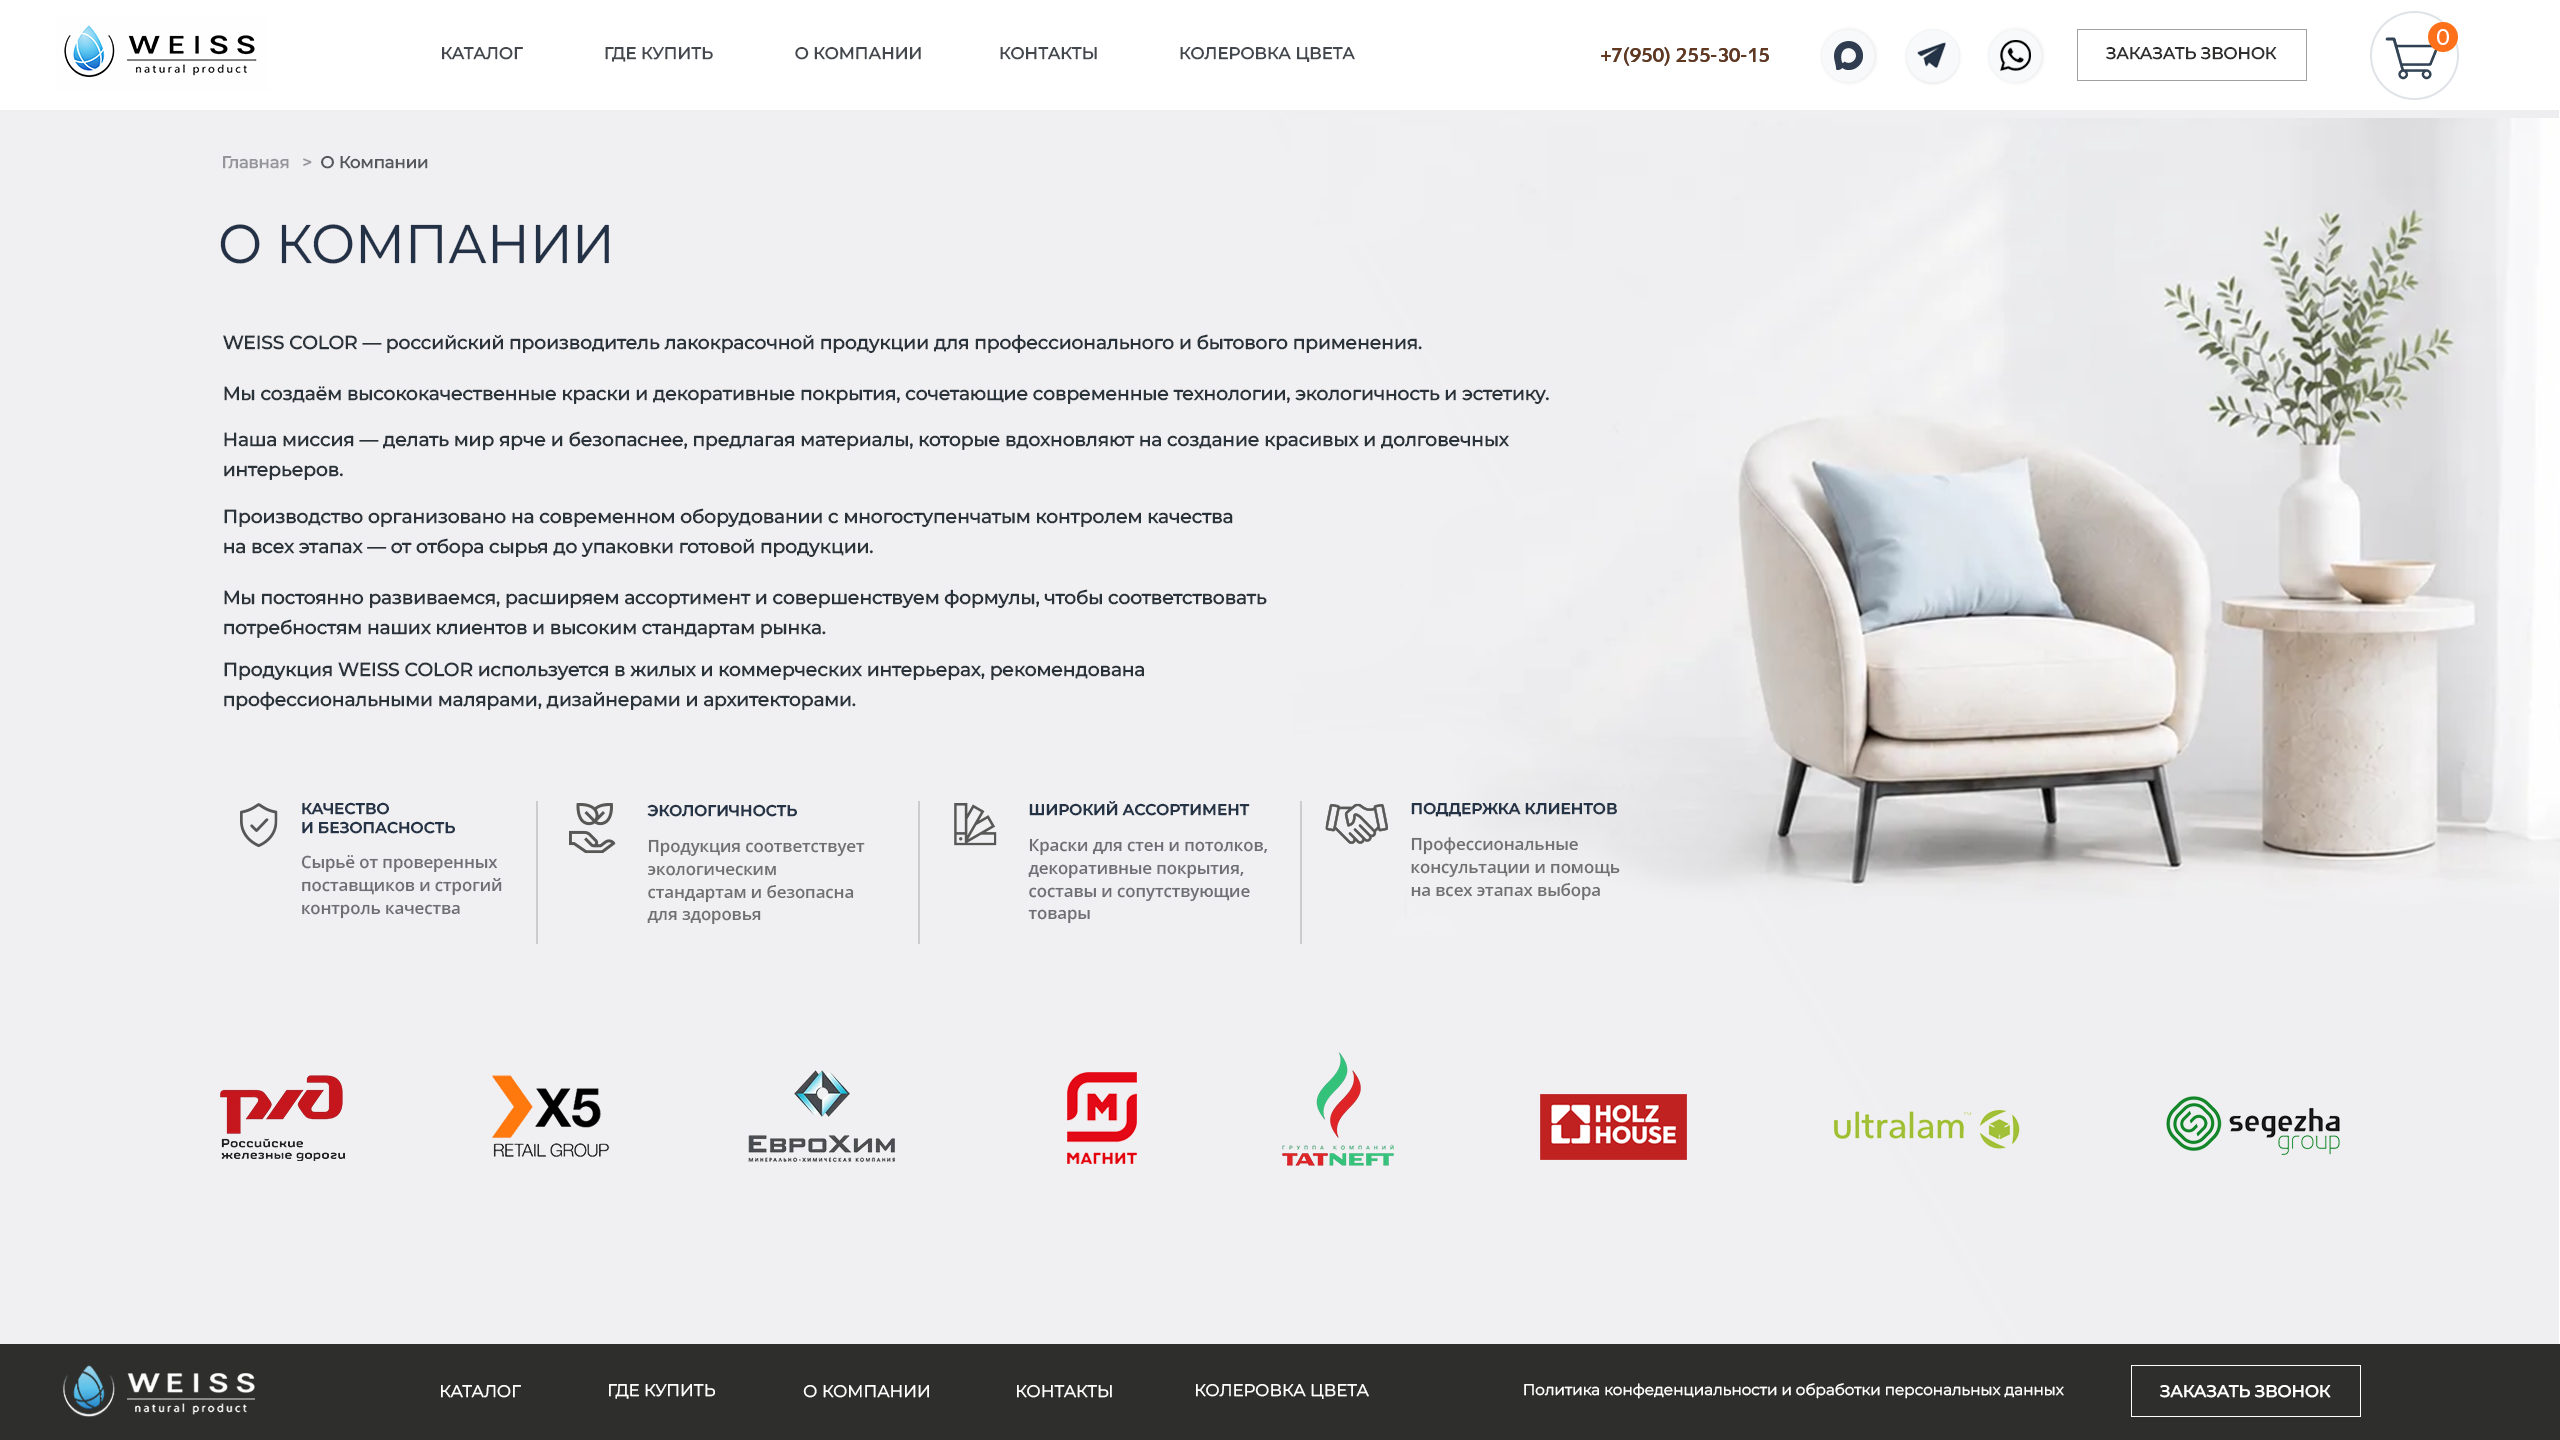 WEISS
natural product
КАТАЛОГ
ГДЕ КУПИТЬ
О КОМПАНИИ
КОНТАКТЫ
КОЛЕРОВКА ЦВЕТА
+7(950) 255-30-15
ЗАКАЗАТЬ ЗВОНОК
0
Главная > О Компании
О КОМПАНИИ
WEISS COLOR — российский производитель лакокрасочной продукции для профессионального и бытового применения.
Мы создаём высококачественные краски и декоративные покрытия, сочетающие современные технологии, экологичность и эстетику.
Наша миссия — делать мир ярче и безопаснее, предлагая материалы, которые вдохновляют на создание красивых и долговечных
интерьеров.
Производство организовано на современном оборудовании с многоступенчатым контролем качества
на всех этапах — от отбора сырья до упаковки готовой продукции.
Мы постоянно развиваемся, расширяем ассортимент и совершенствуем формулы, чтобы соответствовать
потребностям наших клиентов и высоким стандартам рынка.
Продукция WEISS COLOR используется в жилых и коммерческих интерьерах, рекомендована
профессиональными малярами, дизайнерами и архитекторами.
КАЧЕСТВО
И БЕЗОПАСНОСТЬ
Сырьё от проверенных
поставщиков и строгий
контроль качества
ЭКОЛОГИЧНОСТЬ
Продукция соответствует
экологическим
стандартам и безопасна
для здоровья
ШИРОКИЙ АССОРТИМЕНТ
Краски для стен и потолков,
декоративные покрытия,
составы и сопутствующие
товары
ПОДДЕРЖКА КЛИЕНТОВ
Профессиональные
консультации и помощь
на всех этапах выбора
ржд
Российские
железные дороги
X5
RETAIL GROUP
ЕВРОХИМ
МИНЕРАЛЬНО-ХИМИЧЕСКАЯ КОМПАНИЯ
М
МАГНИТ
ГРУППА КОМПАНИЙ
TATNEFT
HOLZ
HOUSE
ultralam™
segezha
group
WEISS
natural product
КАТАЛОГ
ГДЕ КУПИТЬ
О КОМПАНИИ
КОНТАКТЫ
КОЛЕРОВКА ЦВЕТА
Политика конфеденциальности и обработки персональных данных
ЗАКАЗАТЬ ЗВОНОК